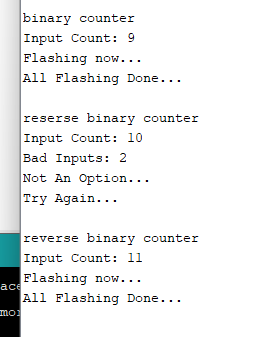 binary counter
Input Count: 9
Flashing now...
All Flashing Done...
reserse binary counter
Input Count: 10
Bad Inputs: 2
Not An Option...
Try Again...
reverse binary counter
Input Count: 11
Flashing now...
All Flashing Done...
ace
mo